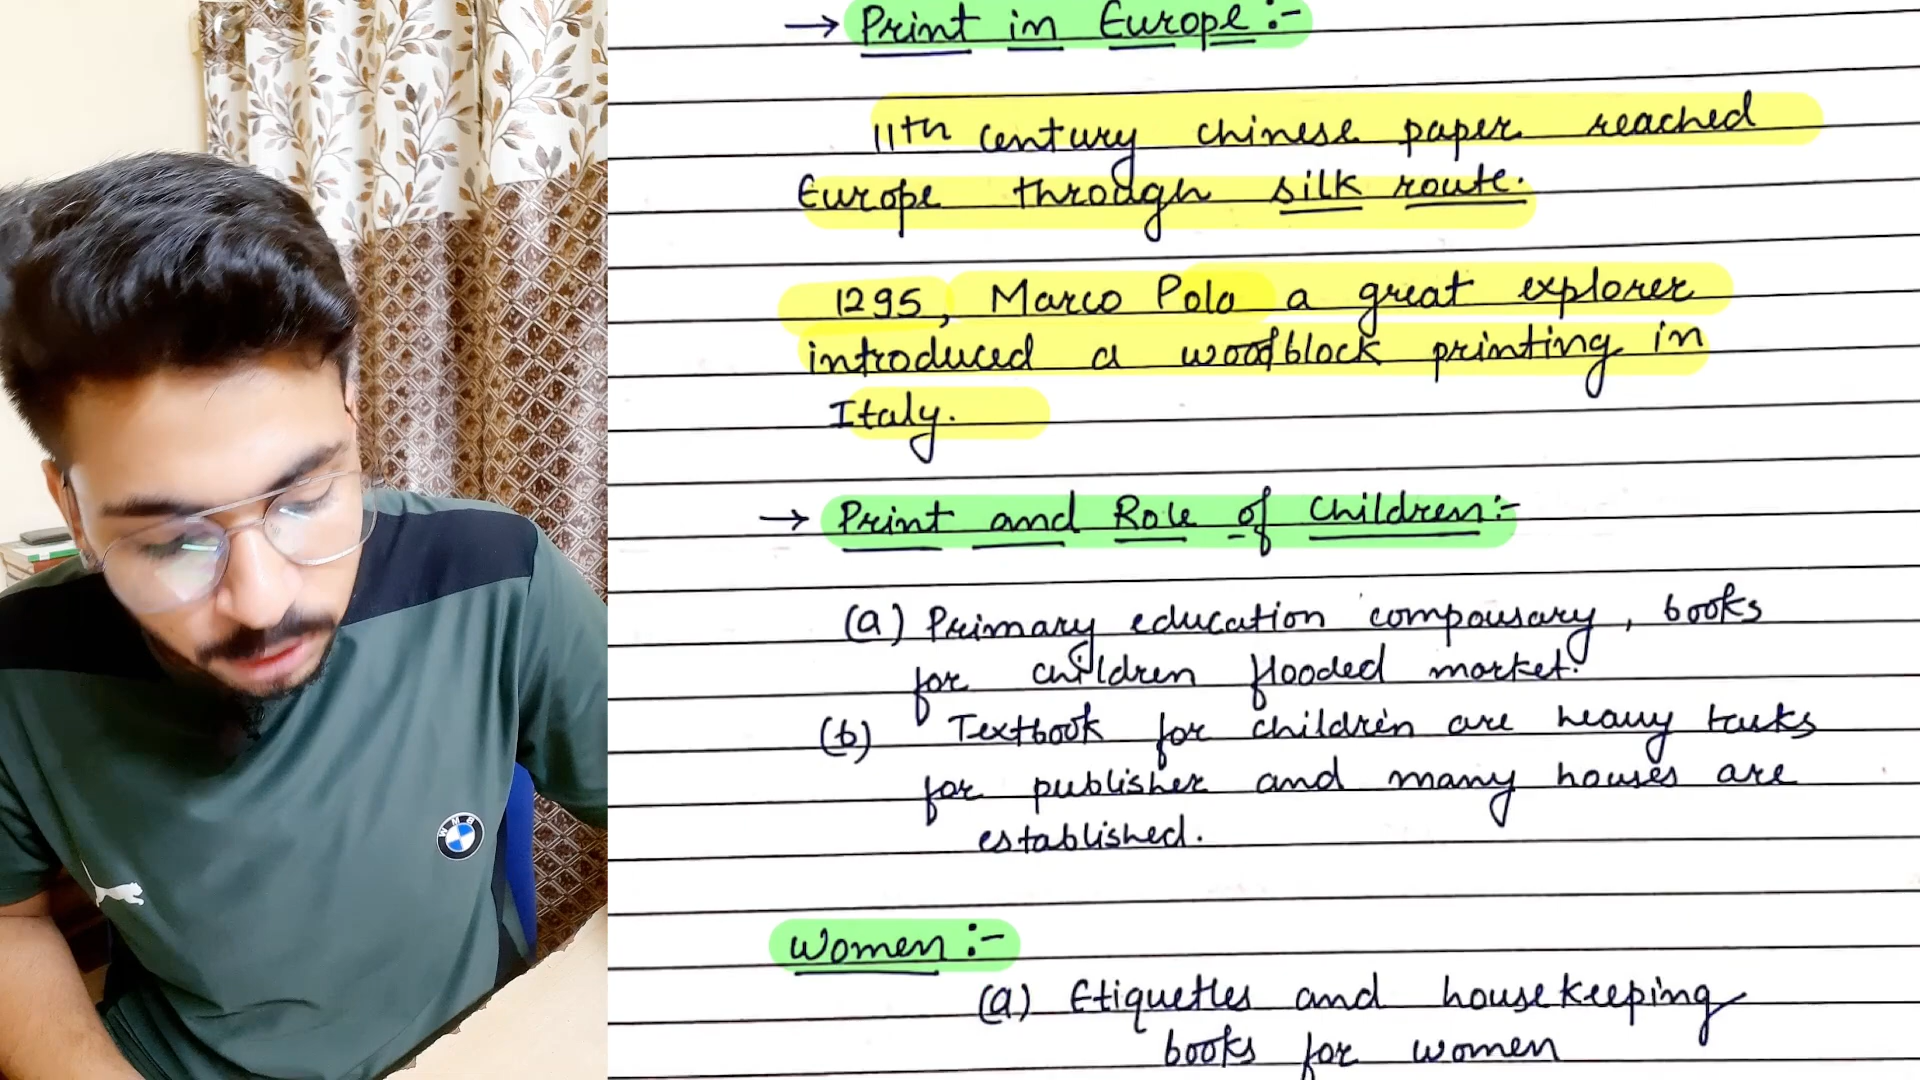 → Print in Europe :-
11th century chinese paper reached
Europe through silk route.
1295, Marco Polo a great explorer
introduced a woodblock printing in
Italy.
→ Print and Role of Children :-
(a) Primary education compousary, books
for children flooded market.
(b) Textbook for children are heavy tasks
for publisher and many houses are
established.
Women :-
(a) Etiquettes and housekeeping
books for women
BMW